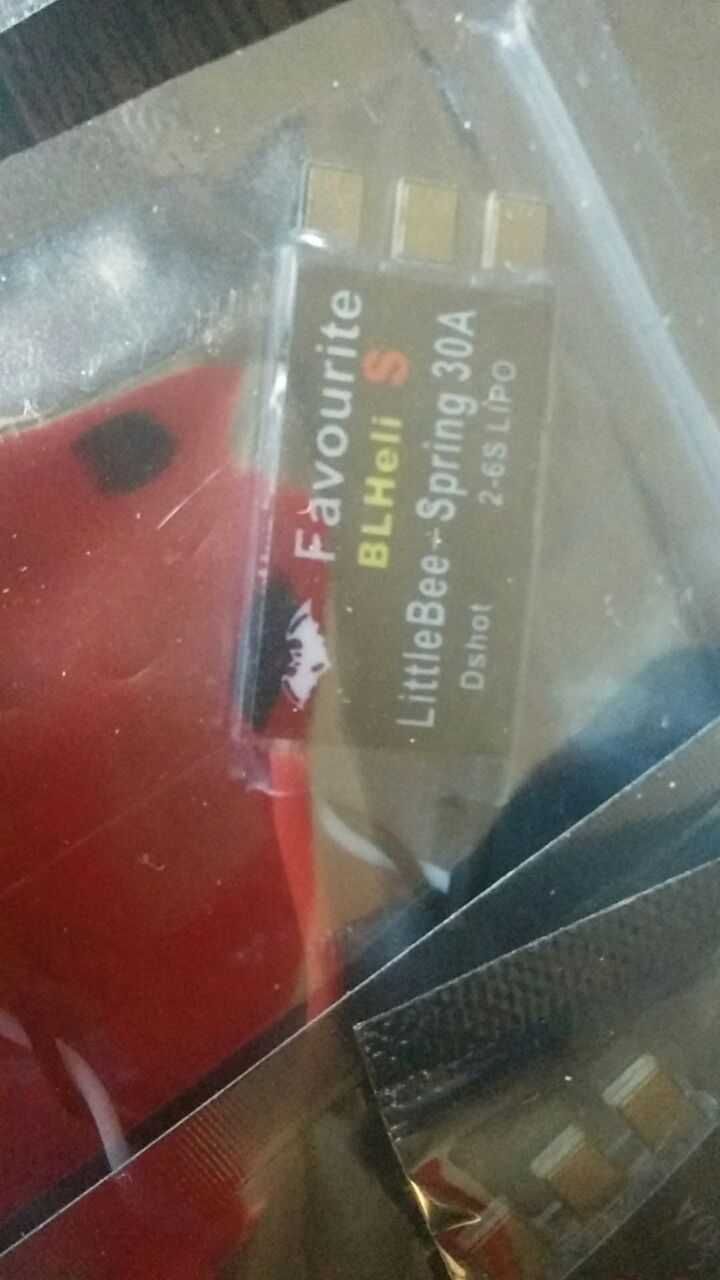 Favourite
BLHeli S
LittleBee-Spring 30A
Dshot 2-6S LIPO